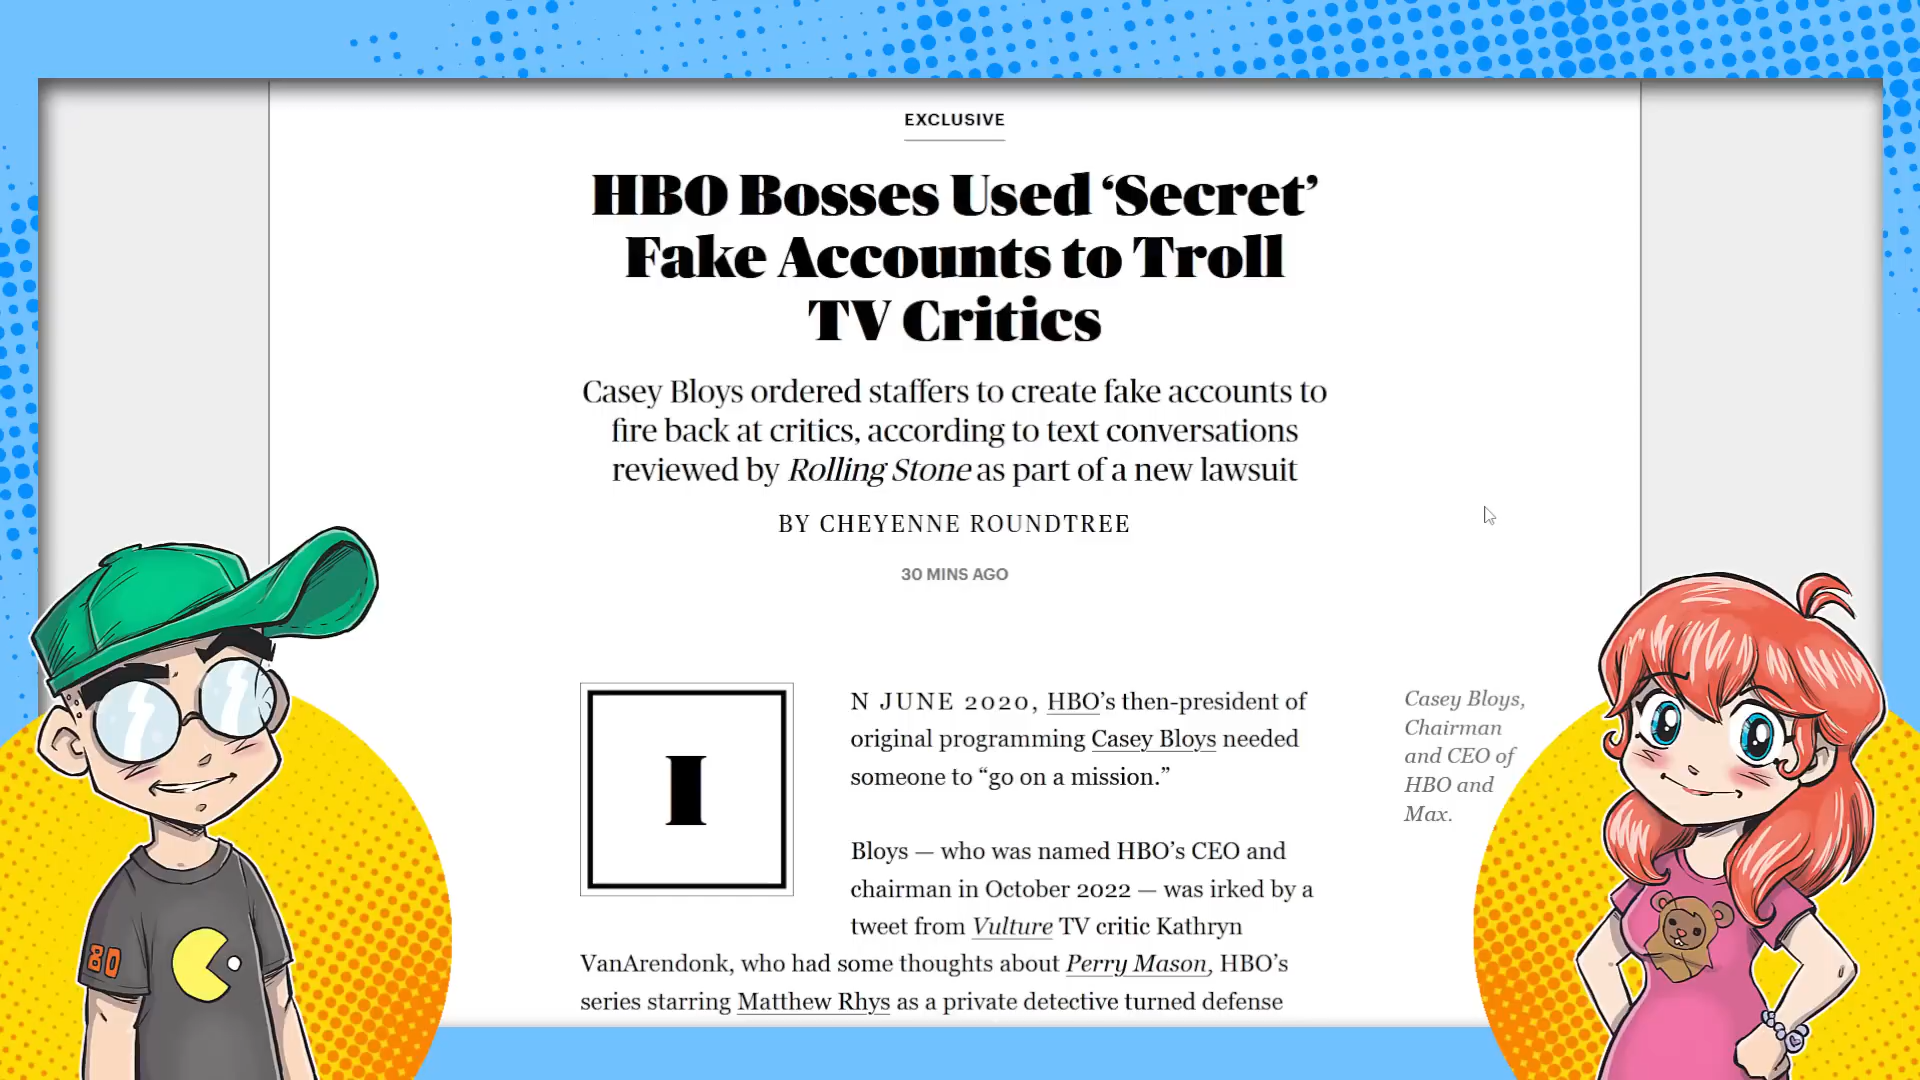 EXCLUSIVE
HBO Bosses Used ‘Secret’
Fake Accounts to Troll
TV Critics
Casey Bloys ordered staffers to create fake accounts to
fire back at critics, according to text conversations
reviewed by Rolling Stone as part of a new lawsuit
BY CHEYENNE ROUNDTREE
30 MINS AGO
I
N JUNE 2020, HBO’s then-president of
original programming Casey Bloys needed
someone to “go on a mission.”
Bloys — who was named HBO’s CEO and
chairman in October 2022 — was irked by a
tweet from Vulture TV critic Kathryn
VanArendonk, who had some thoughts about Perry Mason, HBO’s
series starring Matthew Rhys as a private detective turned defense
Casey Bloys,
Chairman
and CEO of
HBO and
Max.
80